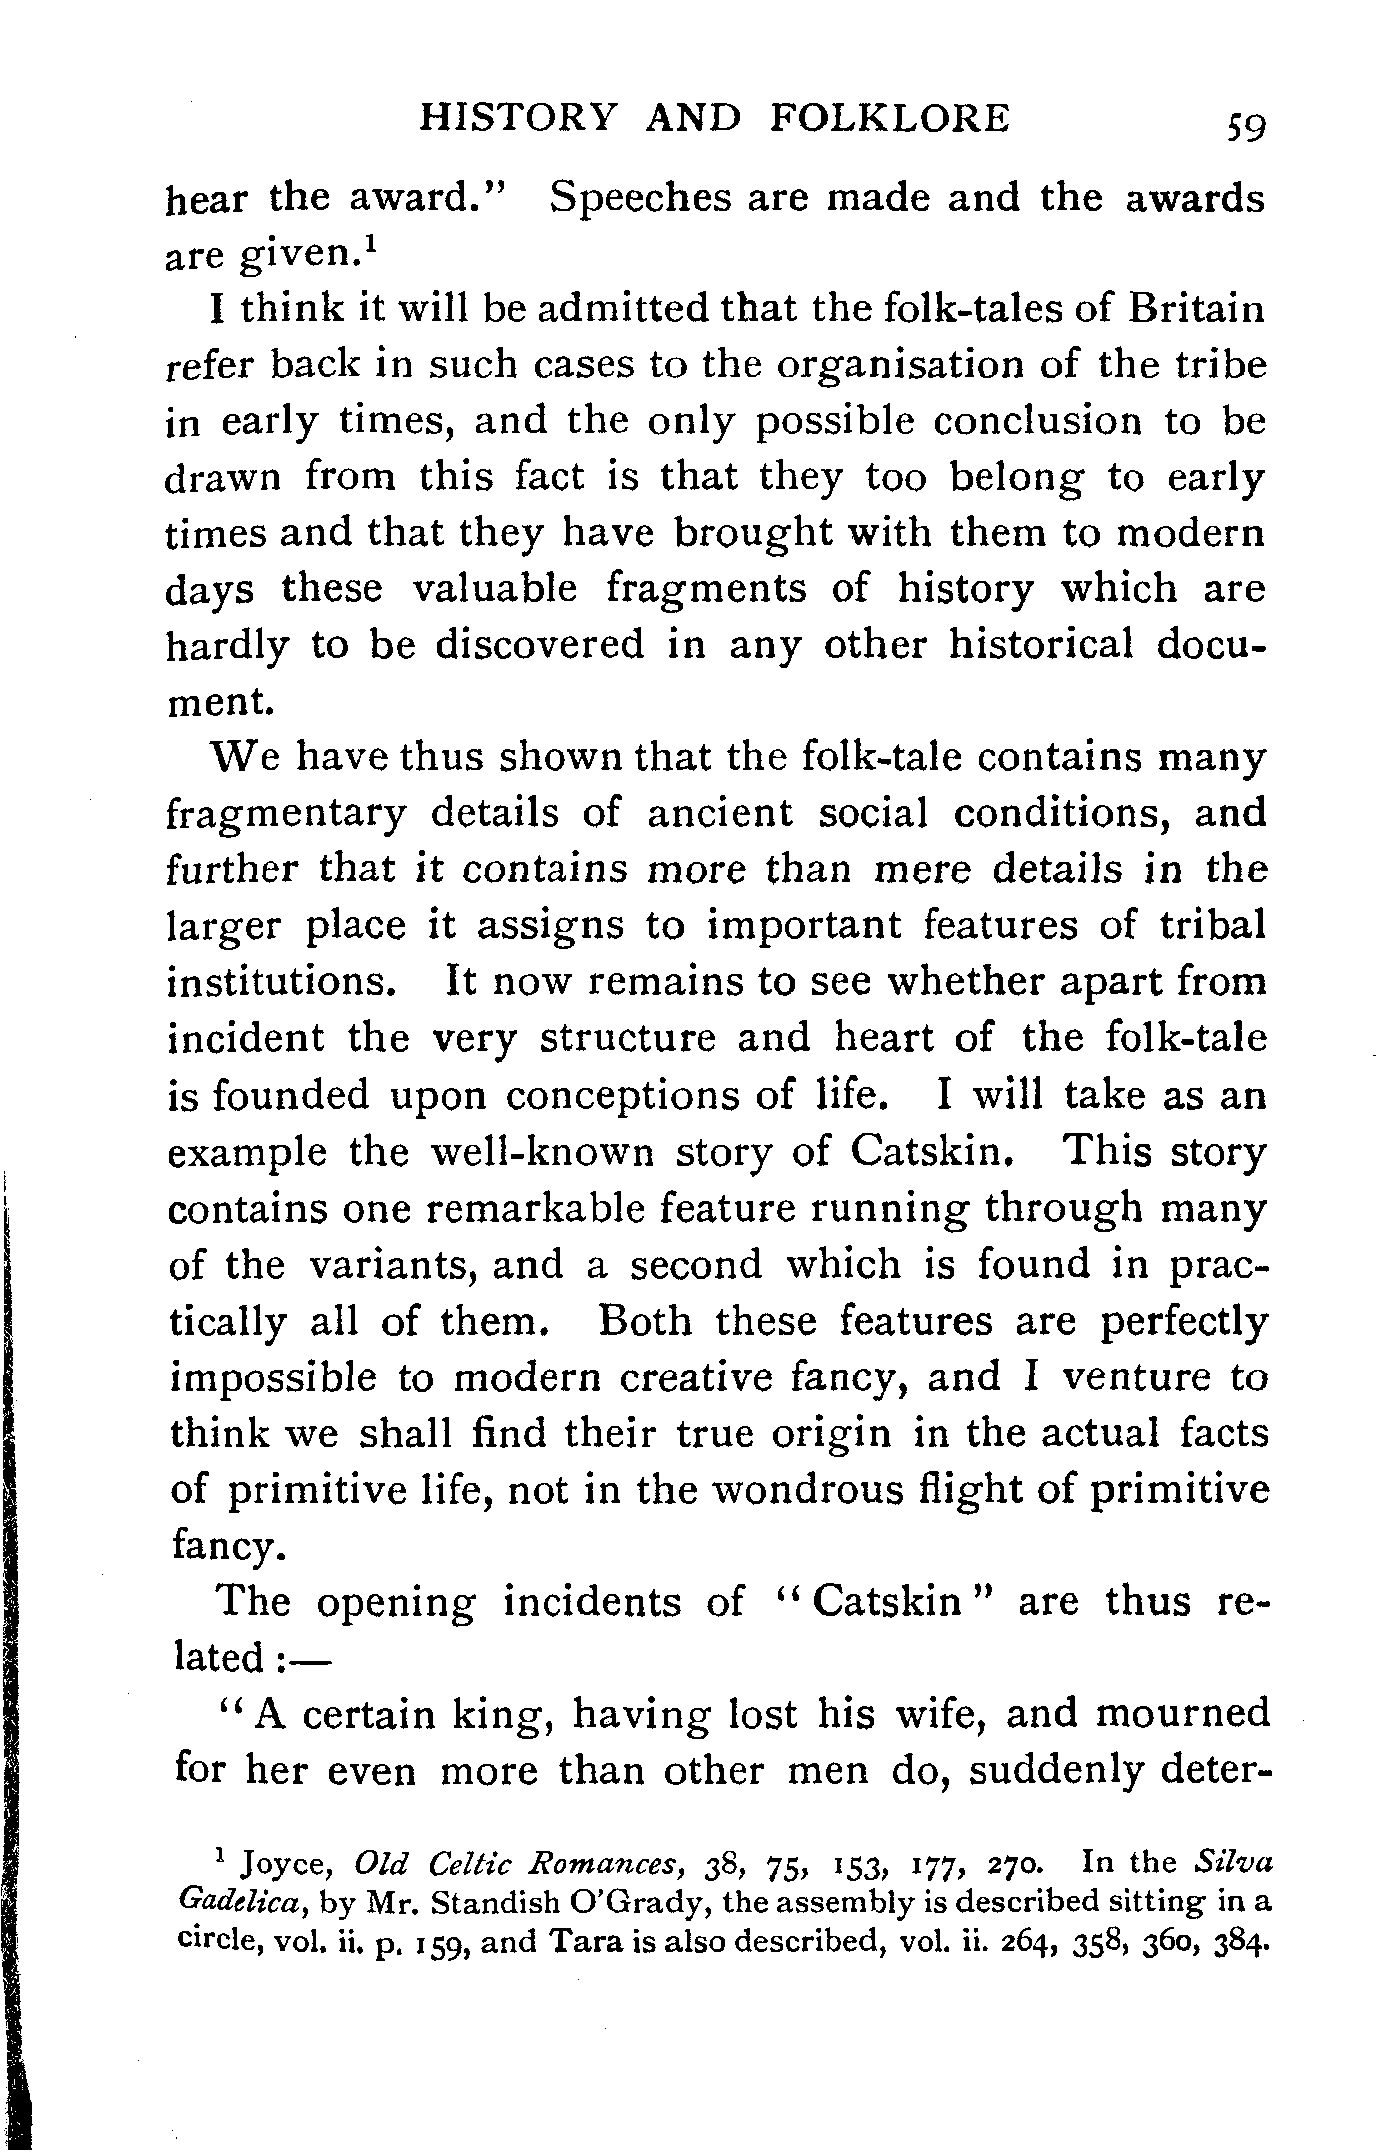 HISTORY AND FOLKLORE 59
hear the award.” Speeches are made and the awards
are given.¹
I think it will be admitted that the folk-tales of Britain
refer back in such cases to the organisation of the tribe
in early times, and the only possible conclusion to be
drawn from this fact is that they too belong to early
times and that they have brought with them to modern
days these valuable fragments of history which are
hardly to be discovered in any other historical docu-
ment.
We have thus shown that the folk-tale contains many
fragmentary details of ancient social conditions, and
further that it contains more than mere details in the
larger place it assigns to important features of tribal
institutions. It now remains to see whether apart from
incident the very structure and heart of the folk-tale
is founded upon conceptions of life. I will take as an
example the well-known story of Catskin. This story
contains one remarkable feature running through many
of the variants, and a second which is found in prac-
tically all of them. Both these features are perfectly
impossible to modern creative fancy, and I venture to
think we shall find their true origin in the actual facts
of primitive life, not in the wondrous flight of primitive
fancy.
The opening incidents of “Catskin” are thus re-
lated :—
“A certain king, having lost his wife, and mourned
for her even more than other men do, suddenly deter-
¹ Joyce, Old Celtic Romances, 38, 75, 153, 177, 270. In the Silva
Gadelica, by Mr. Standish O’Grady, the assembly is described sitting in a
circle, vol. ii. p. 159, and Tara is also described, vol. ii. 264, 358, 360, 384.